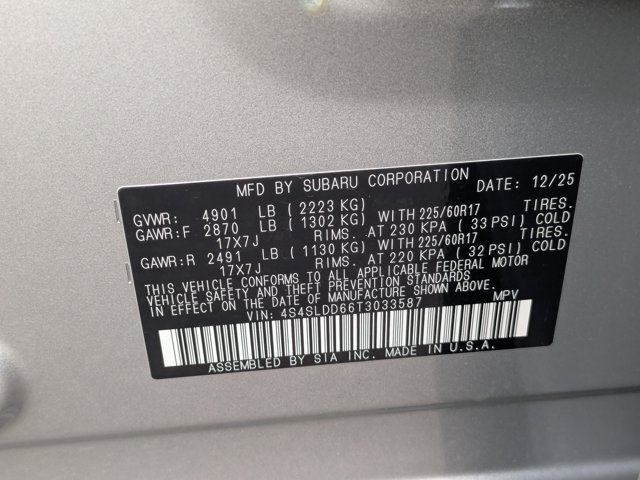 MFD BY SUBARU CORPORATION DATE: 12/25
GVWR: 4901 LB ( 2223 KG) TIRES.
GAWR:F 2870 LB ( 1302 KG) WITH 225/60R17
17X7J RIMS. AT 230 KPA ( 33 PSI) COLD
GAWR:R 2491 LB ( 1130 KG) WITH 225/60R17 TIRES.
17X7J RIMS. AT 220 KPA ( 32 PSI) COLD
THIS VEHICLE CONFORMS TO ALL APPLICABLE FEDERAL MOTOR
VEHICLE SAFETY AND THEFT PREVENTION STANDARDS
IN EFFECT ON THE DATE OF MANUFACTURE SHOWN ABOVE.
VIN: 4S4SLDD66T3033587 MPV
ASSEMBLED BY SIA INC. MADE IN U.S.A.